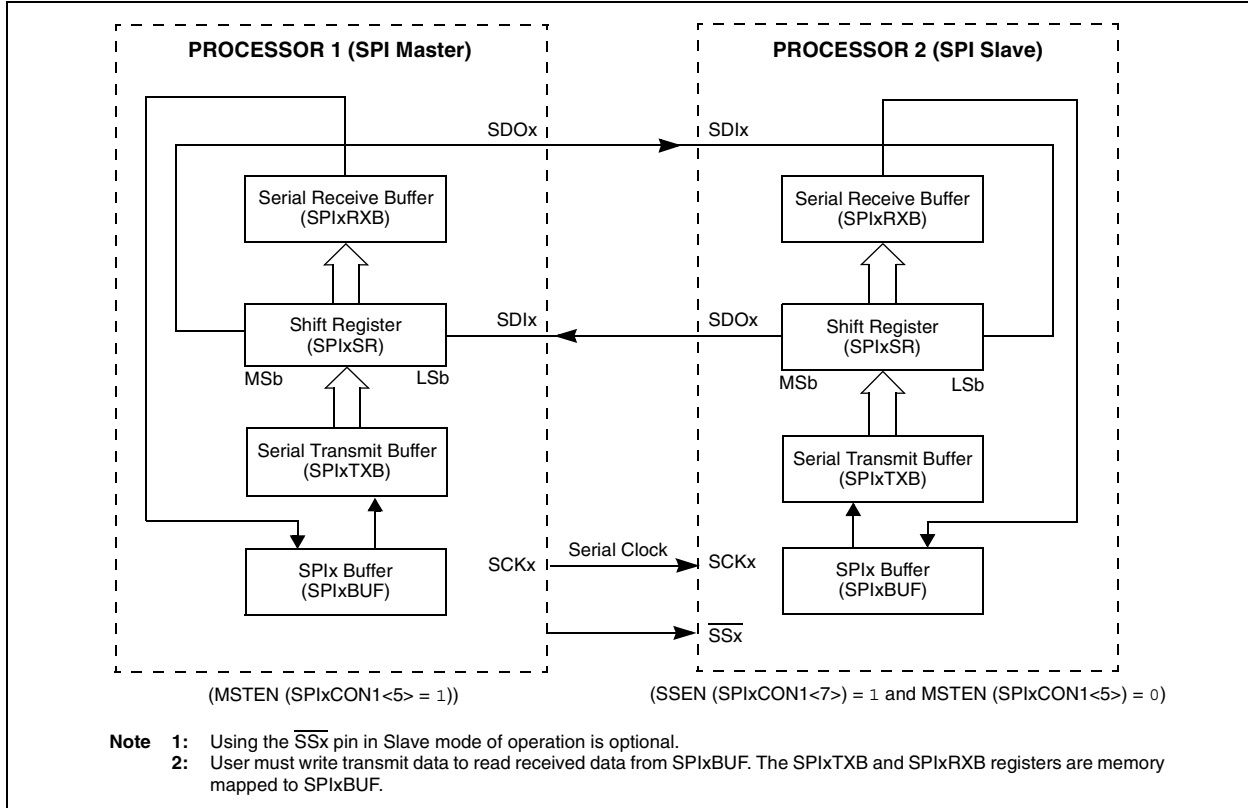 PROCESSOR 1 (SPI Master)
PROCESSOR 2 (SPI Slave)
SDOx
SDIx
Serial Receive Buffer
(SPIxRXB)
Serial Receive Buffer
(SPIxRXB)
SDIx
SDOx
Shift Register
(SPIxSR)
Shift Register
(SPIxSR)
MSb
LSb
MSb
LSb
Serial Transmit Buffer
(SPIxTXB)
Serial Transmit Buffer
(SPIxTXB)
SPIx Buffer
(SPIxBUF)
SCKx
Serial Clock
SCKx
SPIx Buffer
(SPIxBUF)
SSx
(MSTEN (SPIxCON1<5> = 1))
(SSEN (SPIxCON1<7>) = 1 and MSTEN (SPIxCON1<5>) = 0)
Note 1: Using the SSx pin in Slave mode of operation is optional.
2: User must write transmit data to read received data from SPIxBUF. The SPIxTXB and SPIxRXB registers are memory
mapped to SPIxBUF.